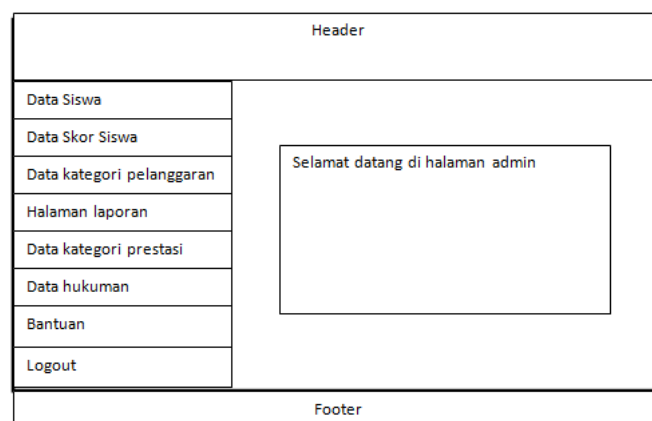 Header
Data Siswa
Data Skor Siswa
Data kategori pelanggaran
Halaman laporan
Data kategori prestasi
Data hukuman
Bantuan
Logout
Selamat datang di halaman admin
Footer